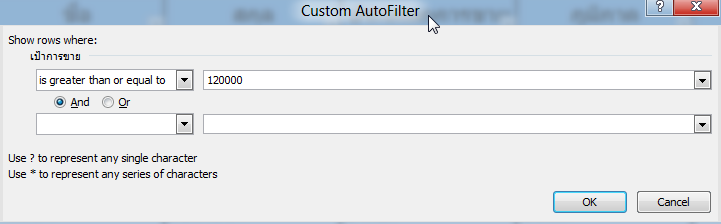 Custom AutoFilter
Show rows where:
เป้าการขาย
is greater than or equal to 120000
And Or
Use ? to represent any single character
Use * to represent any series of characters
OK Cancel